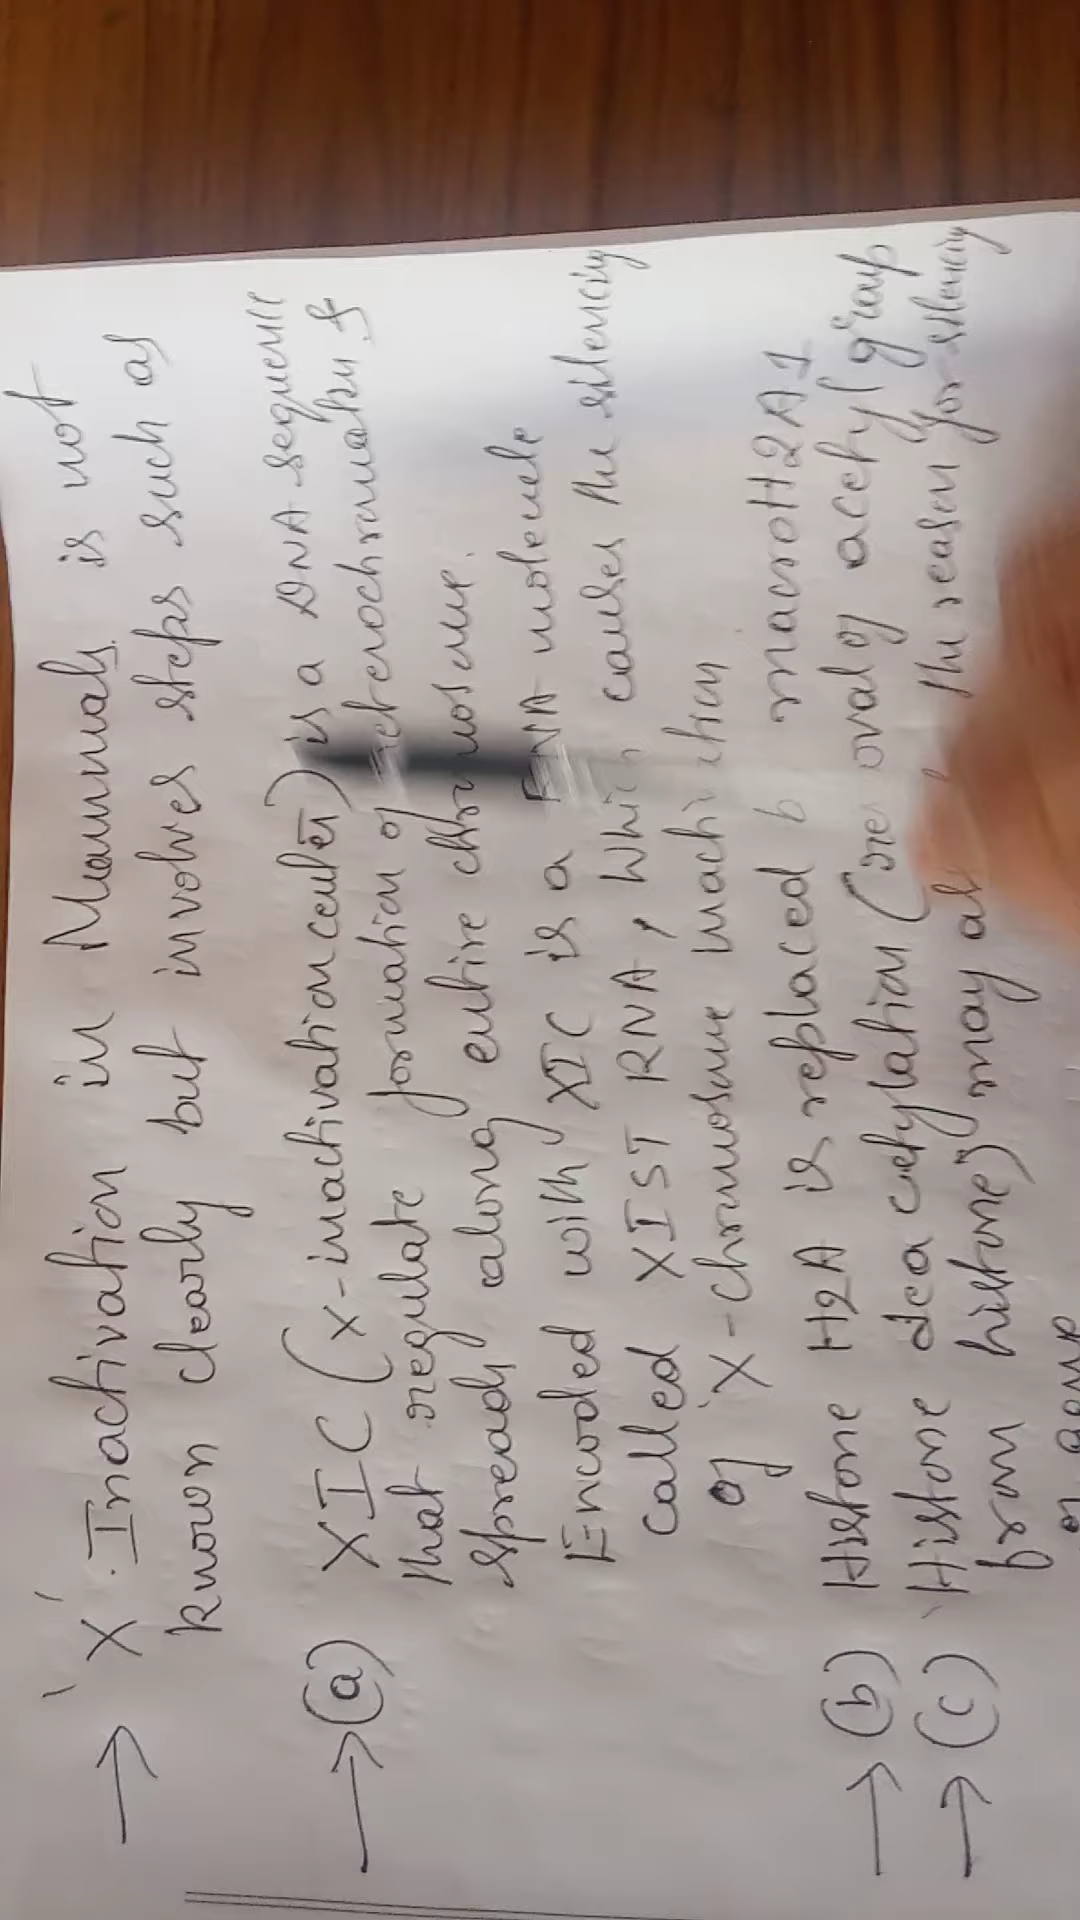 → 'X' Inactivation in Mammals is not
known clearly but involves steps such as
→ (a) XIC (X-inactivation center) is a DNA sequence
that regulate formation of heterochromatin &
spreads along entire chromosome.
Encoded with XIC is a RNA molecule
called XIST RNA, which causes the silencing
of X-chromosome inactivation
→ (b) Histone H2A is replaced b macroH2A1
→ (c) Histone deacetylation (removal of acetyl group
from histone) may the reason for silencing
of gene